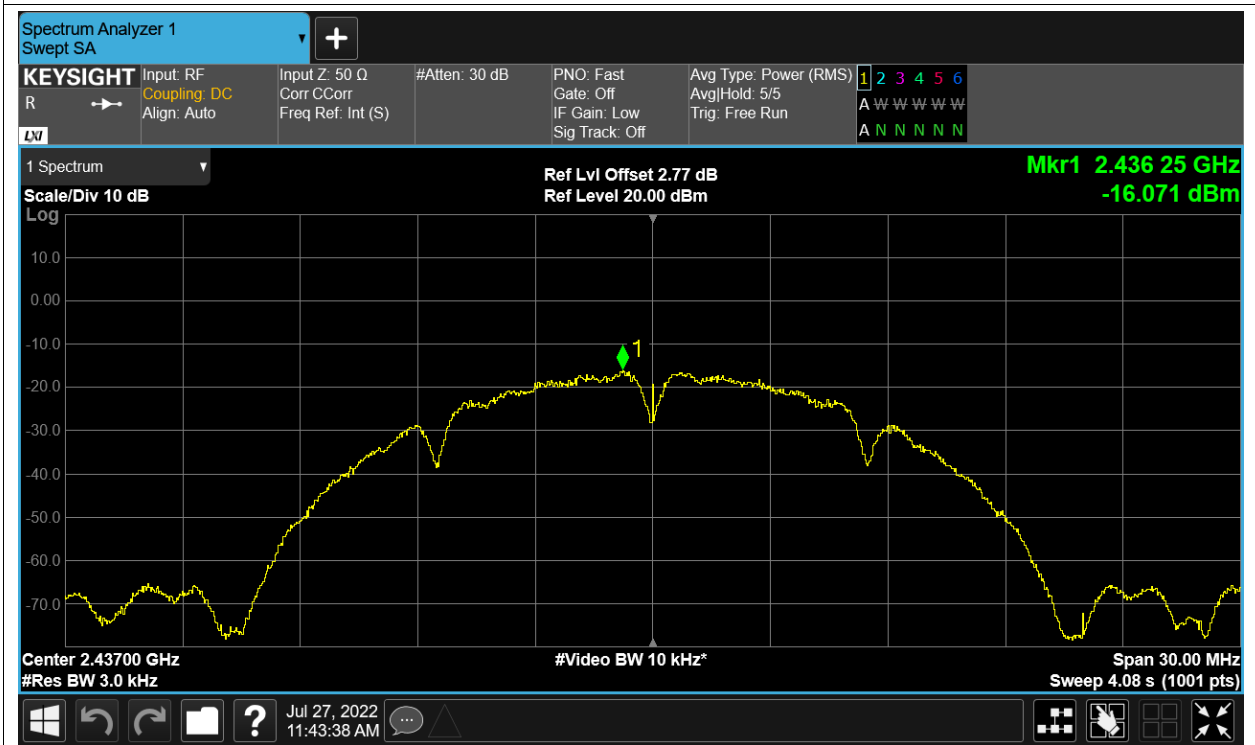 Spectrum Analyzer 1
Swept SA
+
KEYSIGHT
R
LXI
Input: RF
Coupling: DC
Align: Auto
Input Z: 50 Ω
Corr CCorr
Freq Ref: Int (S)
#Atten: 30 dB
PNO: Fast
Gate: Off
IF Gain: Low
Sig Track: Off
Avg Type: Power (RMS)
Avg|Hold: 5/5
Trig: Free Run
1 2 3 4 5 6
A W W W W W
A N N N N N
1 Spectrum
Scale/Div 10 dB
Log
Ref Lvl Offset 2.77 dB
Ref Level 20.00 dBm
Mkr1 2.436 25 GHz
-16.071 dBm
10.0
0.00
-10.0
-20.0
-30.0
-40.0
-50.0
-60.0
-70.0
1
Center 2.43700 GHz
#Res BW 3.0 kHz
#Video BW 10 kHz*
Span 30.00 MHz
Sweep 4.08 s (1001 pts)
?
Jul 27, 2022
11:43:38 AM